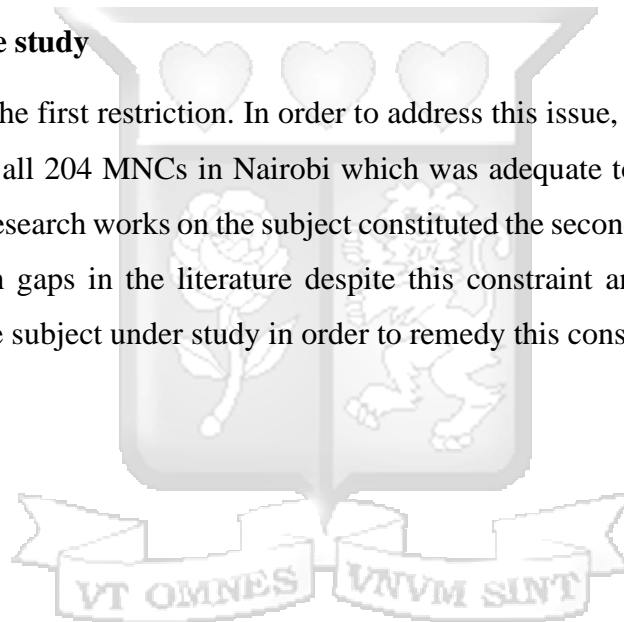 e study
he first restriction. In order to address this issue,
all 204 MNCs in Nairobi which was adequate to
esearch works on the subject constituted the secon
gaps in the literature despite this constraint an
e subject under study in order to remedy this cons
VT OMNES VNVM SINT